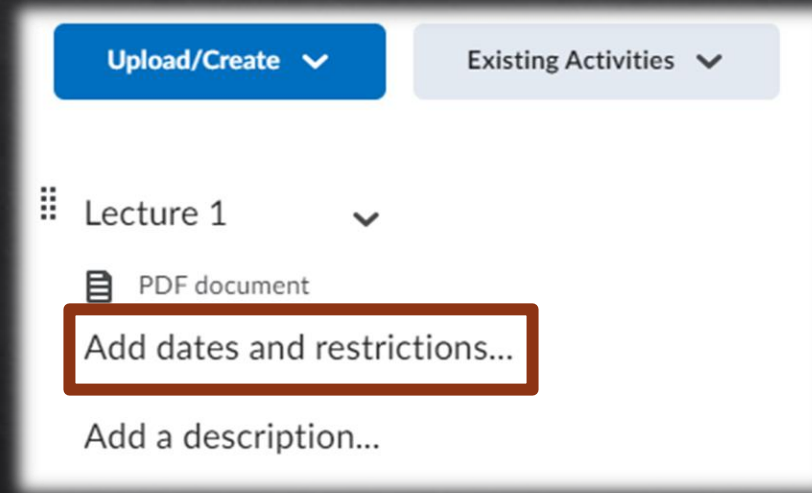 Upload/Create Existing Activities
Lecture 1
PDF document
Add dates and restrictions...
Add a description...